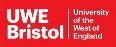 UWE
Bristol
University
of the
West of
England